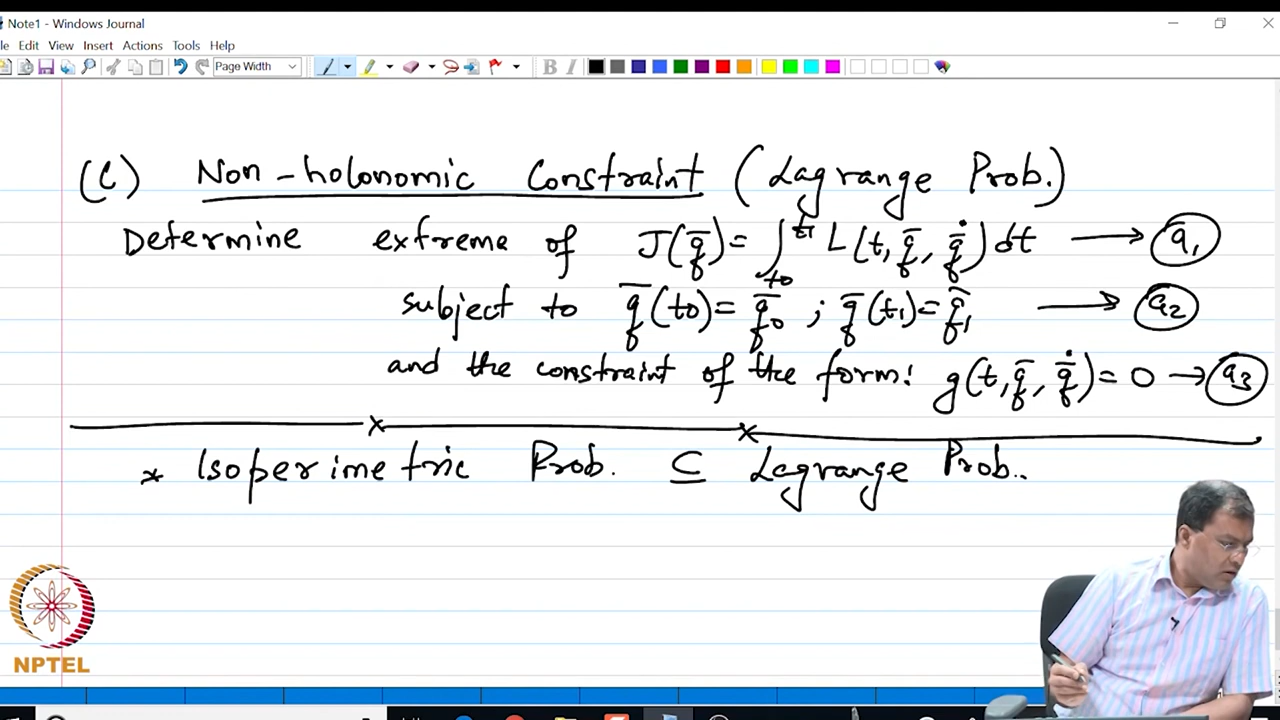 Note1 - Windows Journal
le Edit View Insert Actions Tools Help
Page Width
B I
(C) Non-holonomic Constraint (Lagrange Prob.)
Determine extreme of J(q̄) = ∫_{t0}^{t1} L(t, q̄, q̄̇) dt → (a1)
subject to q̄(t0) = q̄0 ; q̄(t1) = q̄1 → (a2)
and the constraint of the form: g(t, q̄, q̄̇) = 0 → (a3)
* Isoperimetric Prob. ⊆ Lagrange Prob..
NPTEL